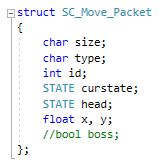 struct SC_Move_Packet
{
char size;
char type;
int id;
STATE curstate;
STATE head;
float x, y;
//bool boss;
};